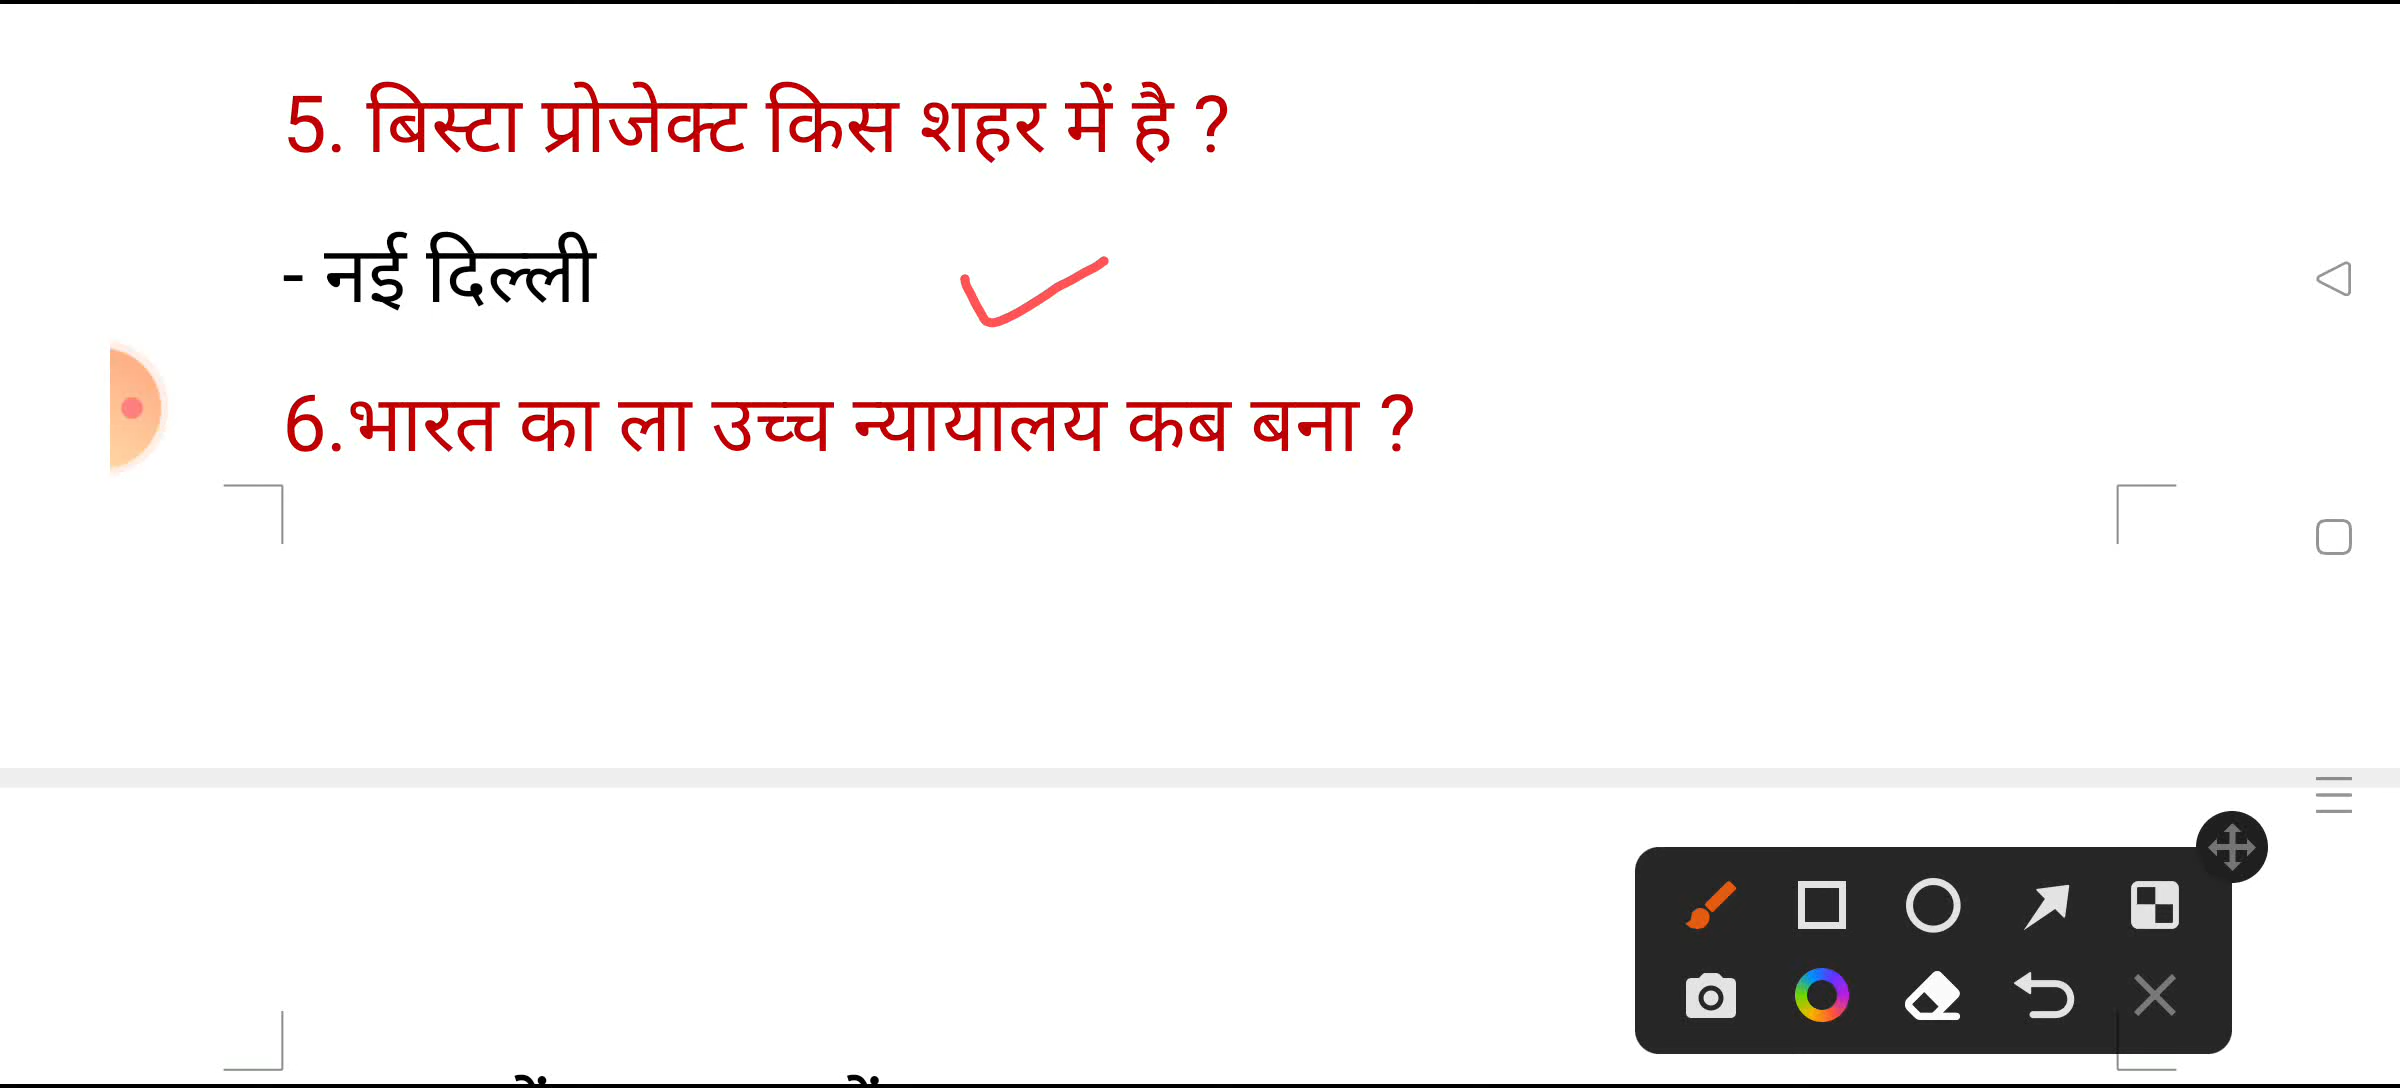 5. बिस्टा प्रोजेक्ट किस शहर में है ?
- नई दिल्ली
6.भारत का ला उच्च न्यायालय कब बना ?